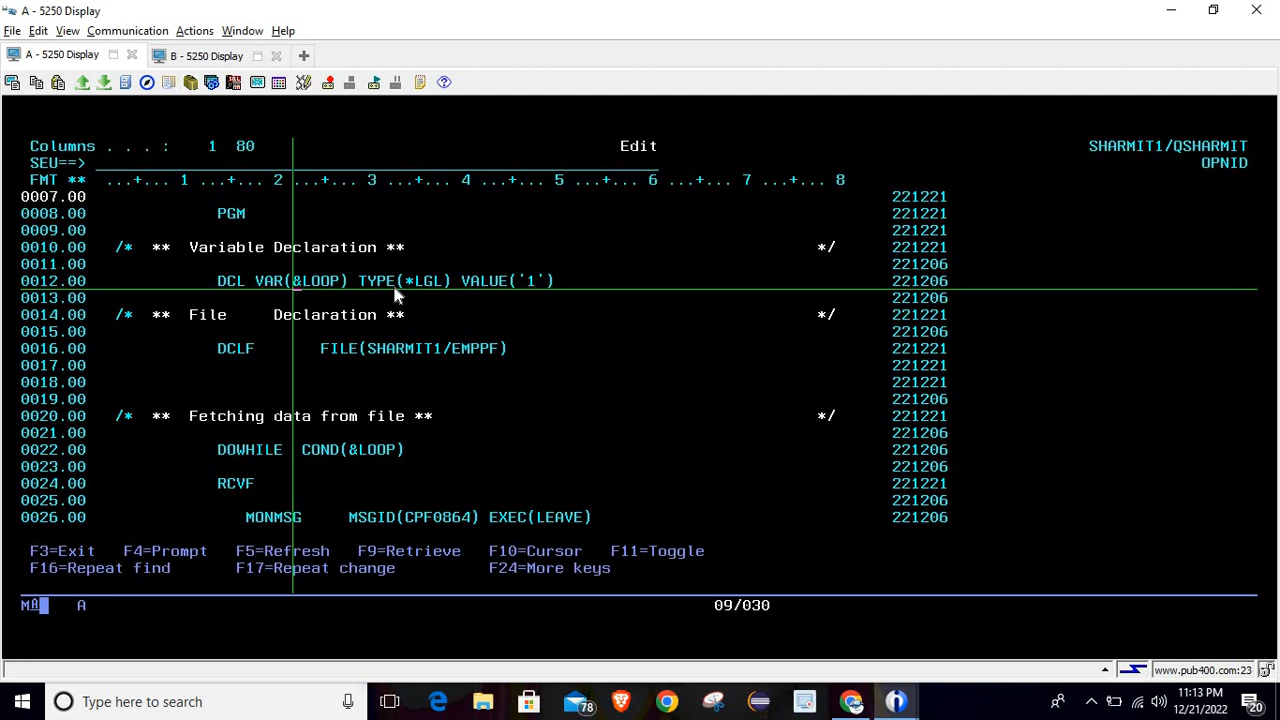 A - 5250 Display
File Edit View Communication Actions Window Help
A - 5250 Display B - 5250 Display
Columns . . . : 1 80 Edit SHARMIT1/QSHARMIT
SEU==> OPNID
FMT ** ...+... 1 ...+... 2 ...+... 3 ...+... 4 ...+... 5 ...+... 6 ...+... 7 ...+... 8
0007.00 221221
0008.00 PGM 221221
0009.00 221221
0010.00 /* ** Variable Declaration ** */ 221221
0011.00 221206
0012.00 DCL VAR(&LOOP) TYPE(*LGL) VALUE('1') 221206
0013.00 221206
0014.00 /* ** File Declaration ** */ 221221
0015.00 221206
0016.00 DCLF FILE(SHARMIT1/EMPPF) 221206
0017.00 221221
0018.00 221221
0019.00 221206
0020.00 /* ** Fetching data from file ** */ 221221
0021.00 221206
0022.00 DOWHILE COND(&LOOP) 221206
0023.00 221206
0024.00 RCVF 221221
0025.00 221206
0026.00 MONMSG MSGID(CPF0864) EXEC(LEAVE) 221206
F3=Exit F4=Prompt F5=Refresh F9=Retrieve F10=Cursor F11=Toggle
F16=Repeat find F17=Repeat change F24=More keys
MA A 09/030
www.pub400.com:23
Type here to search 78 11:13 PM
12/21/2022 20